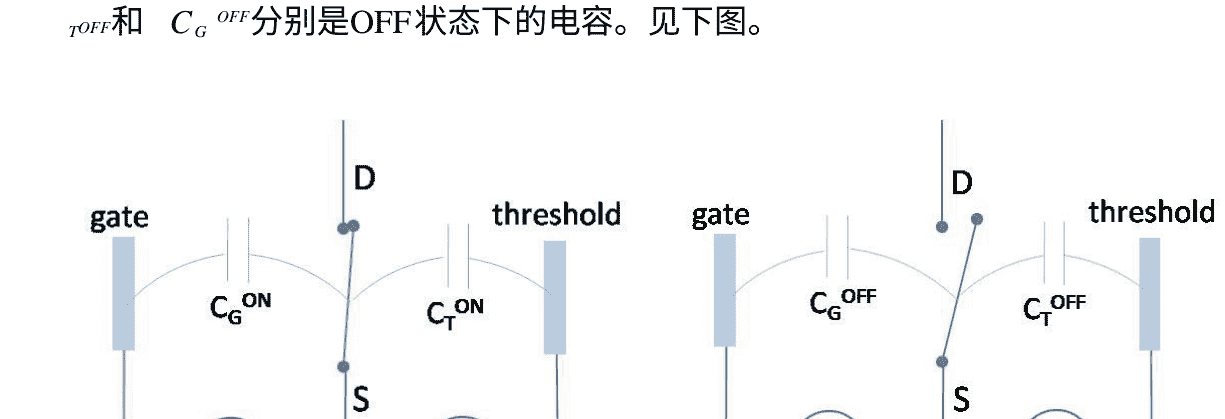 TOFF和 CG OFF分别是OFF状态下的电容。见下图。
D
gate
threshold
CGON
CTON
S
D
gate
threshold
CGOFF
CTOFF
S